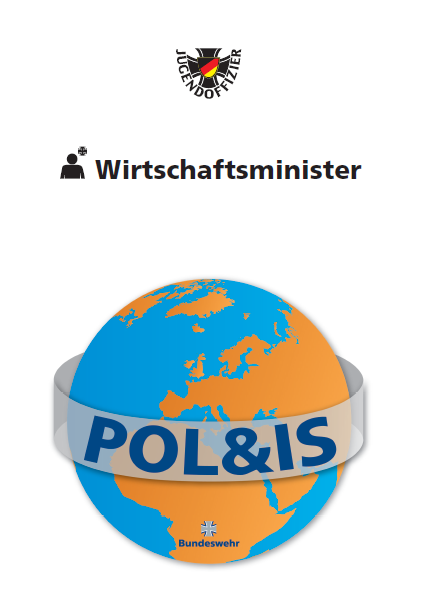 JUGENDOFFIZIER
Wirtschaftsminister
POL&IS
Bundeswehr